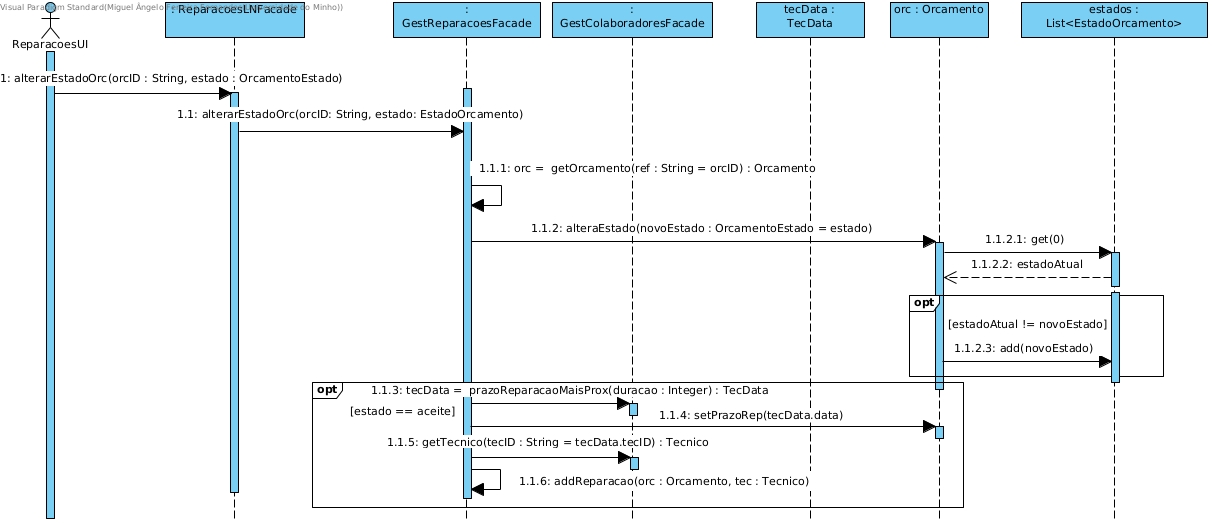 Visual Paradigm Standard(Miguel Ângelo do Minho))
: ReparacoesLNFacade
:
GestReparacoesFacade
:
GestColaboradoresFacade
tecData :
TecData
orc : Orcamento
estados :
List<EstadoOrcamento>
ReparacoesUI
1: alterarEstadoOrc(orcID : String, estado : OrcamentoEstado)
1.1: alterarEstadoOrc(orcID: String, estado: EstadoOrcamento)
1.1.1: orc = getOrcamento(ref : String = orcID) : Orcamento
1.1.2: alteraEstado(novoEstado : OrcamentoEstado = estado)
1.1.2.1: get(0)
1.1.2.2: estadoAtual
opt
[estadoAtual != novoEstado]
1.1.2.3: add(novoEstado)
opt
1.1.3: tecData = prazoReparacaoMaisProx(duracao : Integer) : TecData
[estado == aceite]
1.1.4: setPrazoRep(tecData.data)
1.1.5: getTecnico(tecID : String = tecData.tecID) : Tecnico
1.1.6: addReparacao(orc : Orcamento, tec : Tecnico)